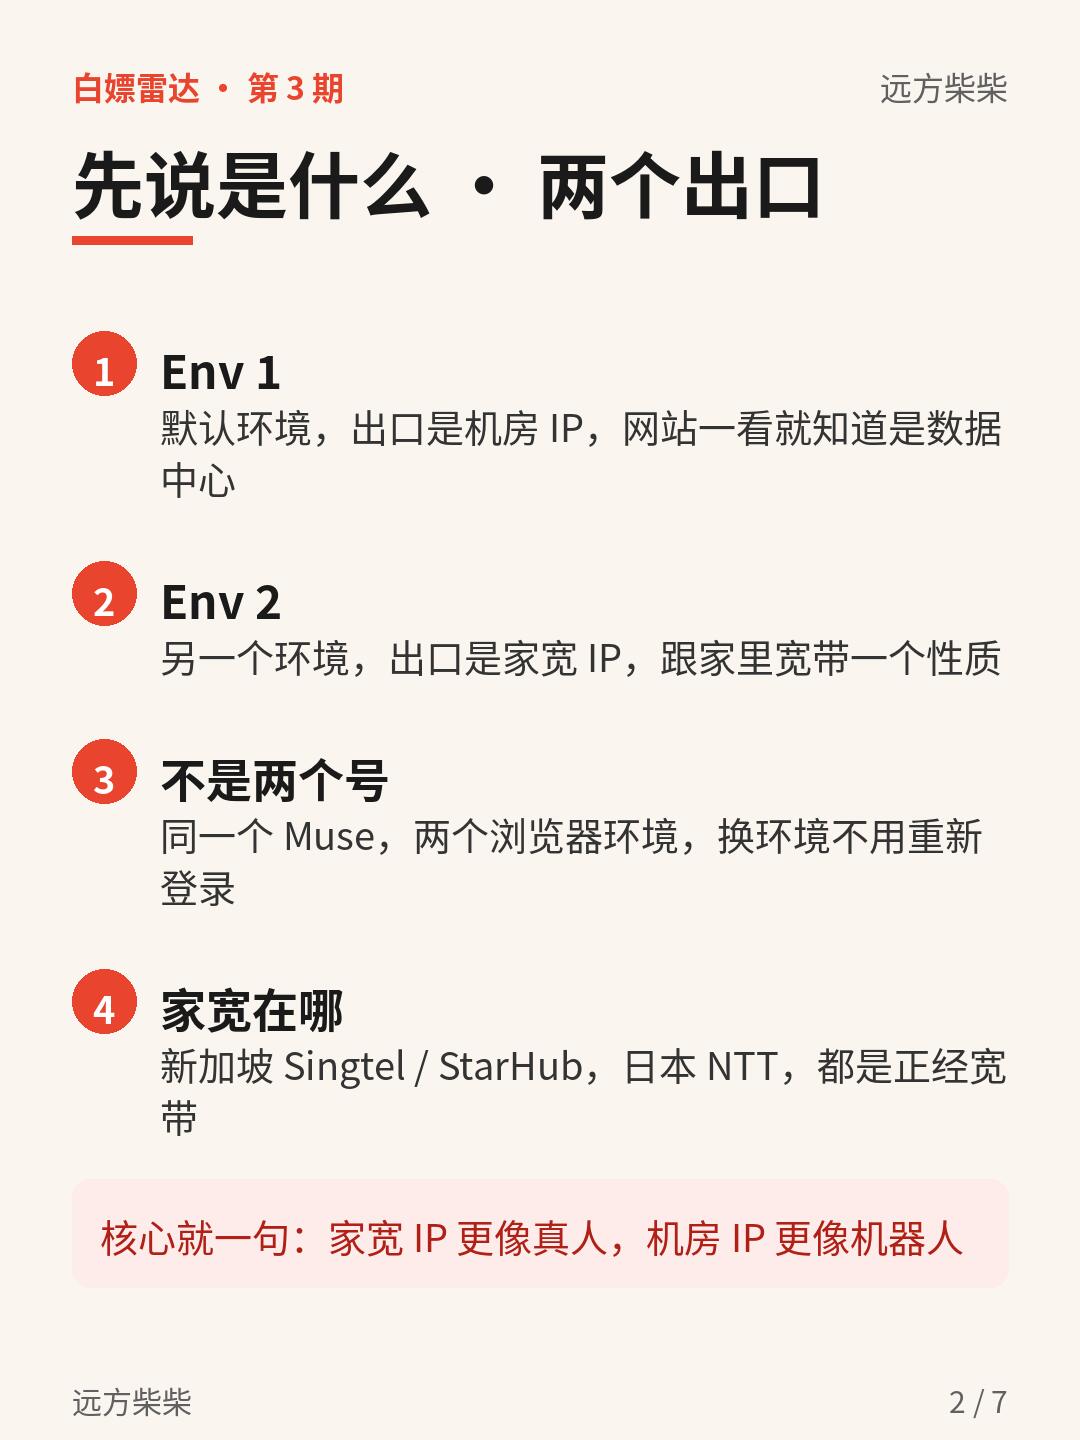 白嫖雷达 · 第 3 期
远方柴柴
先说是什么 · 两个出口
1
Env 1
默认环境，出口是机房 IP，网站一看就知道是数据
中心
2
Env 2
另一个环境，出口是家宽 IP，跟家里宽带一个性质
3
不是两个号
同一个 Muse，两个浏览器环境，换环境不用重新
登录
4
家宽在哪
新加坡 Singtel / StarHub，日本 NTT，都是正经宽
带
核心就一句：家宽 IP 更像真人，机房 IP 更像机器人
远方柴柴
2 / 7